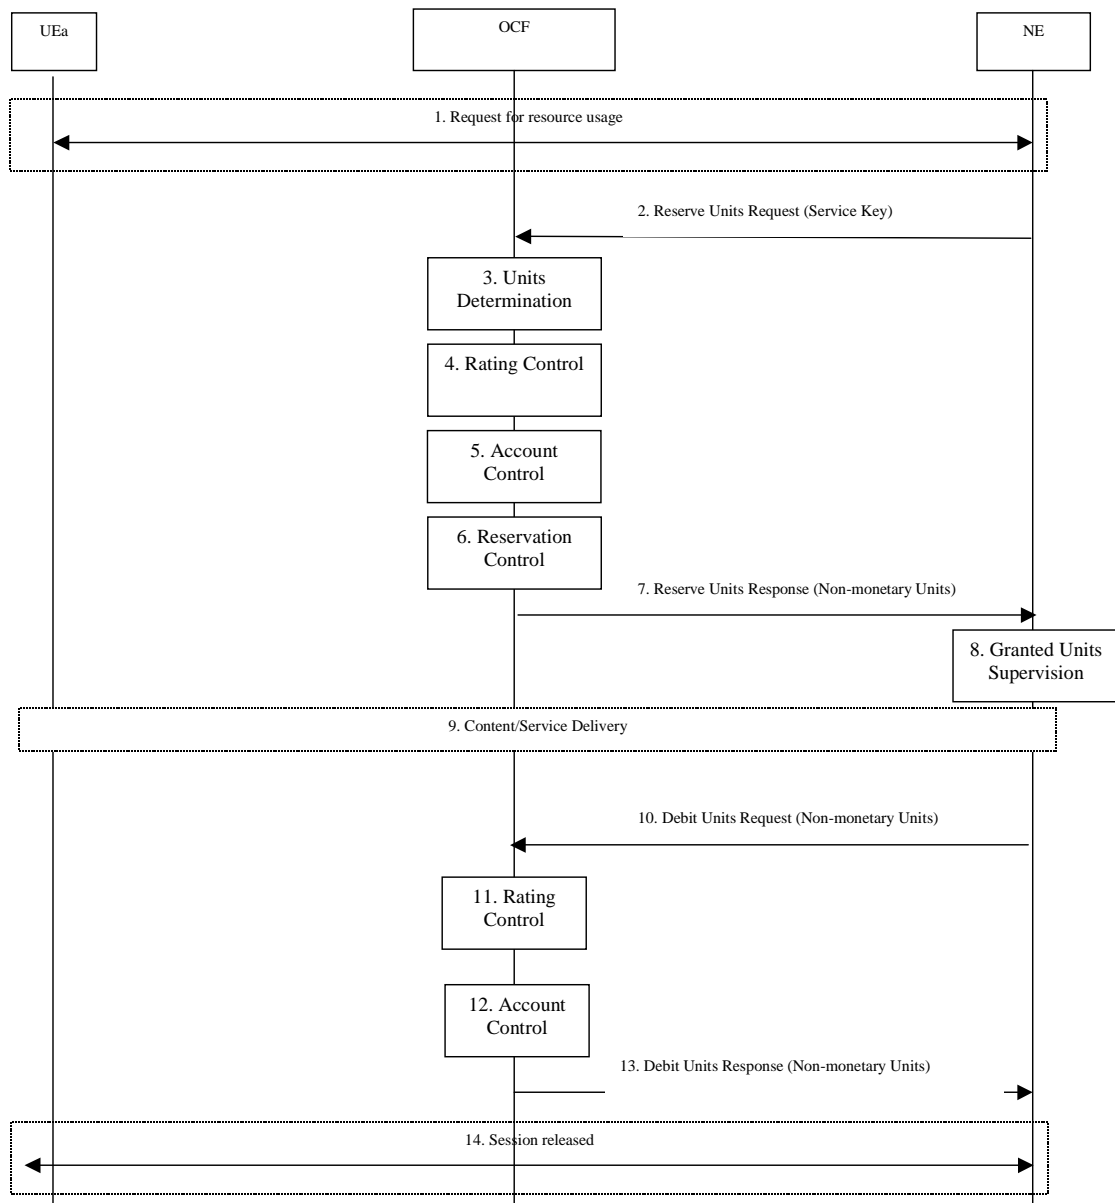 UEa
OCF
NE
1. Request for resource usage
2. Reserve Units Request (Service Key)
3. Units
Determination
4. Rating Control
5. Account
Control
6. Reservation
Control
7. Reserve Units Response (Non-monetary Units)
8. Granted Units
Supervision
9. Content/Service Delivery
10. Debit Units Request (Non-monetary Units)
11. Rating
Control
12. Account
Control
13. Debit Units Response (Non-monetary Units)
14. Session released